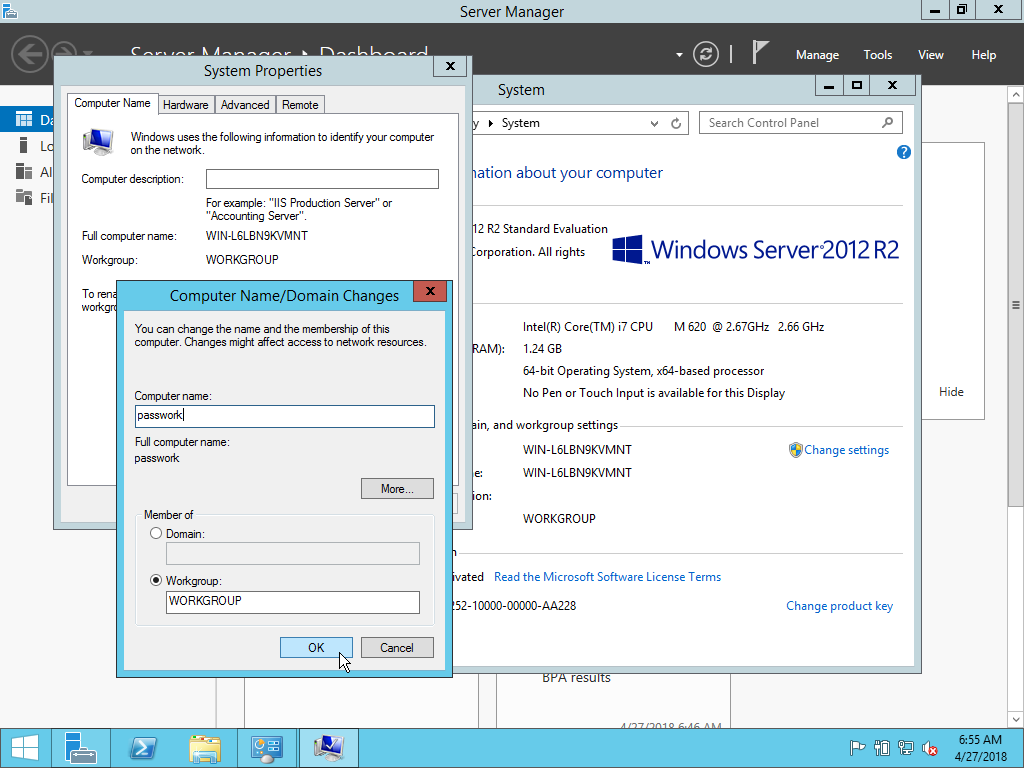 Server Manager
Server Manager ▸ Dashboard
Manage Tools View Help
System Properties
Computer Name Hardware Advanced Remote
Windows uses the following information to identify your computer
on the network.
Computer description:
For example: "IIS Production Server" or
"Accounting Server".
Full computer name: WIN-L6LBN9KVMNT
Workgroup: WORKGROUP
To rena
workgro
Computer Name/Domain Changes
You can change the name and the membership of this
computer. Changes might affect access to network resources.
Computer name:
passwork
Full computer name:
passwork
More...
Member of
Domain:
Workgroup:
WORKGROUP
OK Cancel
System
y ▸ System
Search Control Panel
mation about your computer
12 R2 Standard Evaluation
Corporation. All rights
Windows Server 2012 R2
Intel(R) Core(TM) i7 CPU M 620 @ 2.67GHz 2.66 GHz
RAM): 1.24 GB
64-bit Operating System, x64-based processor
No Pen or Touch Input is available for this Display
ain, and workgroup settings
WIN-L6LBN9KVMNT
Change settings
me: WIN-L6LBN9KVMNT
ion:
WORKGROUP
n
ivated Read the Microsoft Software License Terms
252-10000-00000-AA228
Change product key
Da
Lo
Al
Fil
Hide
BPA results
4/27/2018 6:46 AM
6:55 AM
4/27/2018